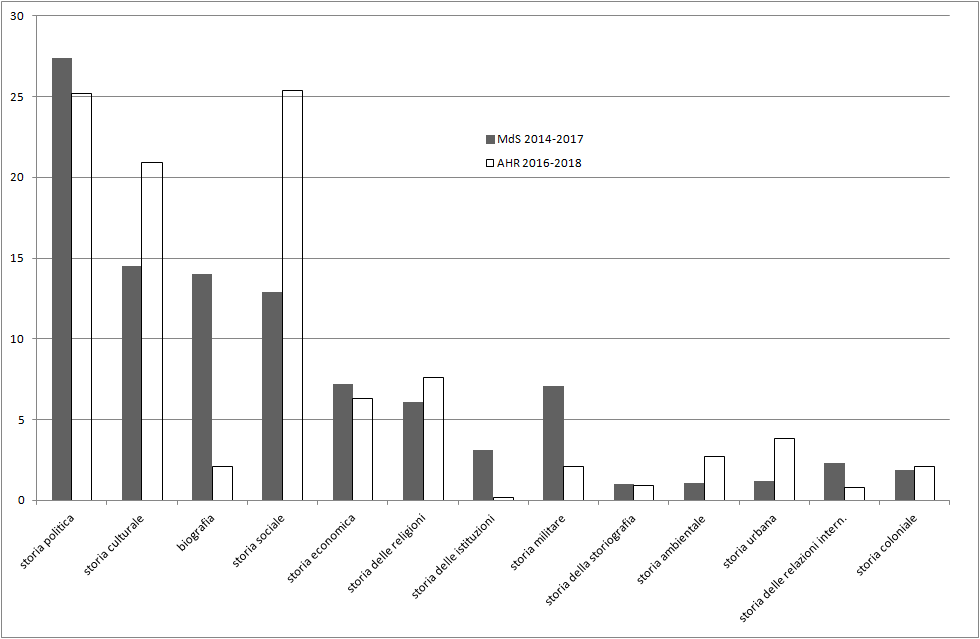 30
25
20
15
10
5
0
MdS 2014-2017
AHR 2016-2018
storia politica
storia culturale
biografia
storia sociale
storia economica
storia delle religioni
storia delle istituzioni
storia militare
storia della storiografia
storia ambientale
storia urbana
storia delle relazioni intern.
storia coloniale